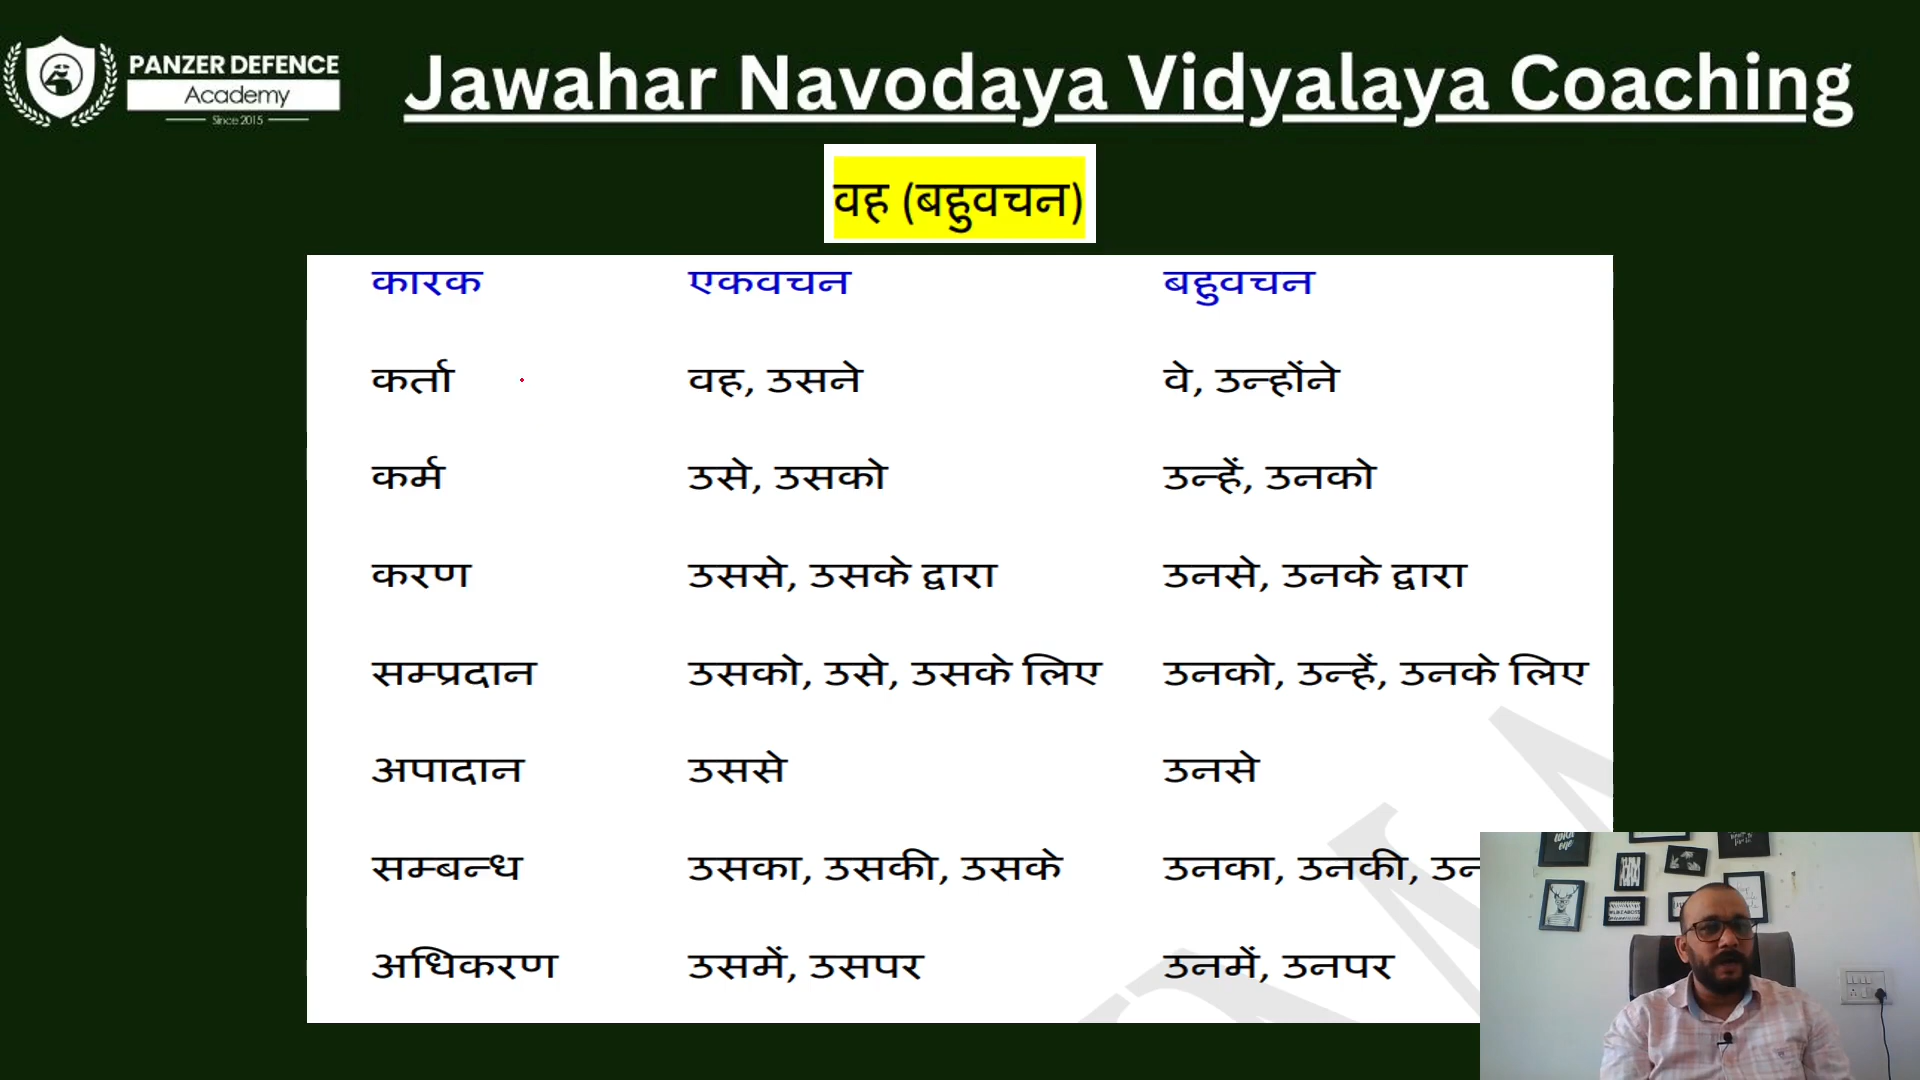 PANZER DEFENCE
Academy
Since 2015
Jawahar Navodaya Vidyalaya Coaching
वह (बहुवचन)
कारक एकवचन बहुवचन
कर्ता वह, उसने वे, उन्होंने
कर्म उसे, उसको उन्हें, उनको
करण उससे, उसके द्वारा उनसे, उनके द्वारा
सम्प्रदान उसको, उसे, उसके लिए उनको, उन्हें, उनके लिए
अपादान उससे उनसे
सम्बन्ध उसका, उसकी, उसके उनका, उनकी,
अधिकरण उसमें, उसपर उनमें, उनपर